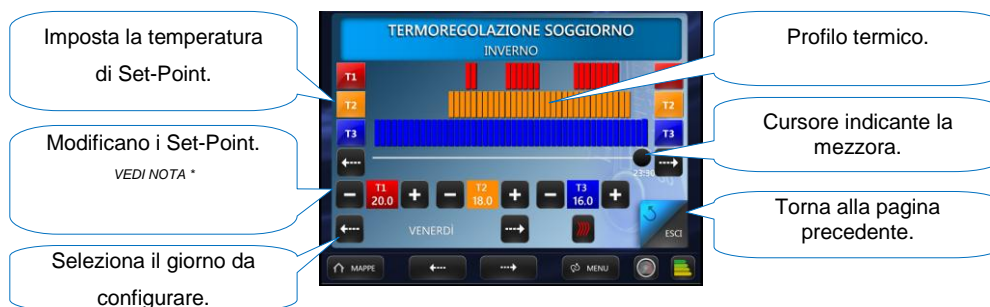 Imposta la temperatura
di Set-Point.
Modificano i Set-Point.
VEDI NOTA *
Seleziona il giorno da
configurare.
TERMOREGOLAZIONE SOGGIORNO
INVERNO
T1
T2
T2
T3
T3
23:30
T1
20.0
T2
18.0
T3
16.0
VENERDÌ
ESCI
MAPPE
MENU
Profilo termico.
Cursore indicante la
mezzora.
Torna alla pagina
precedente.